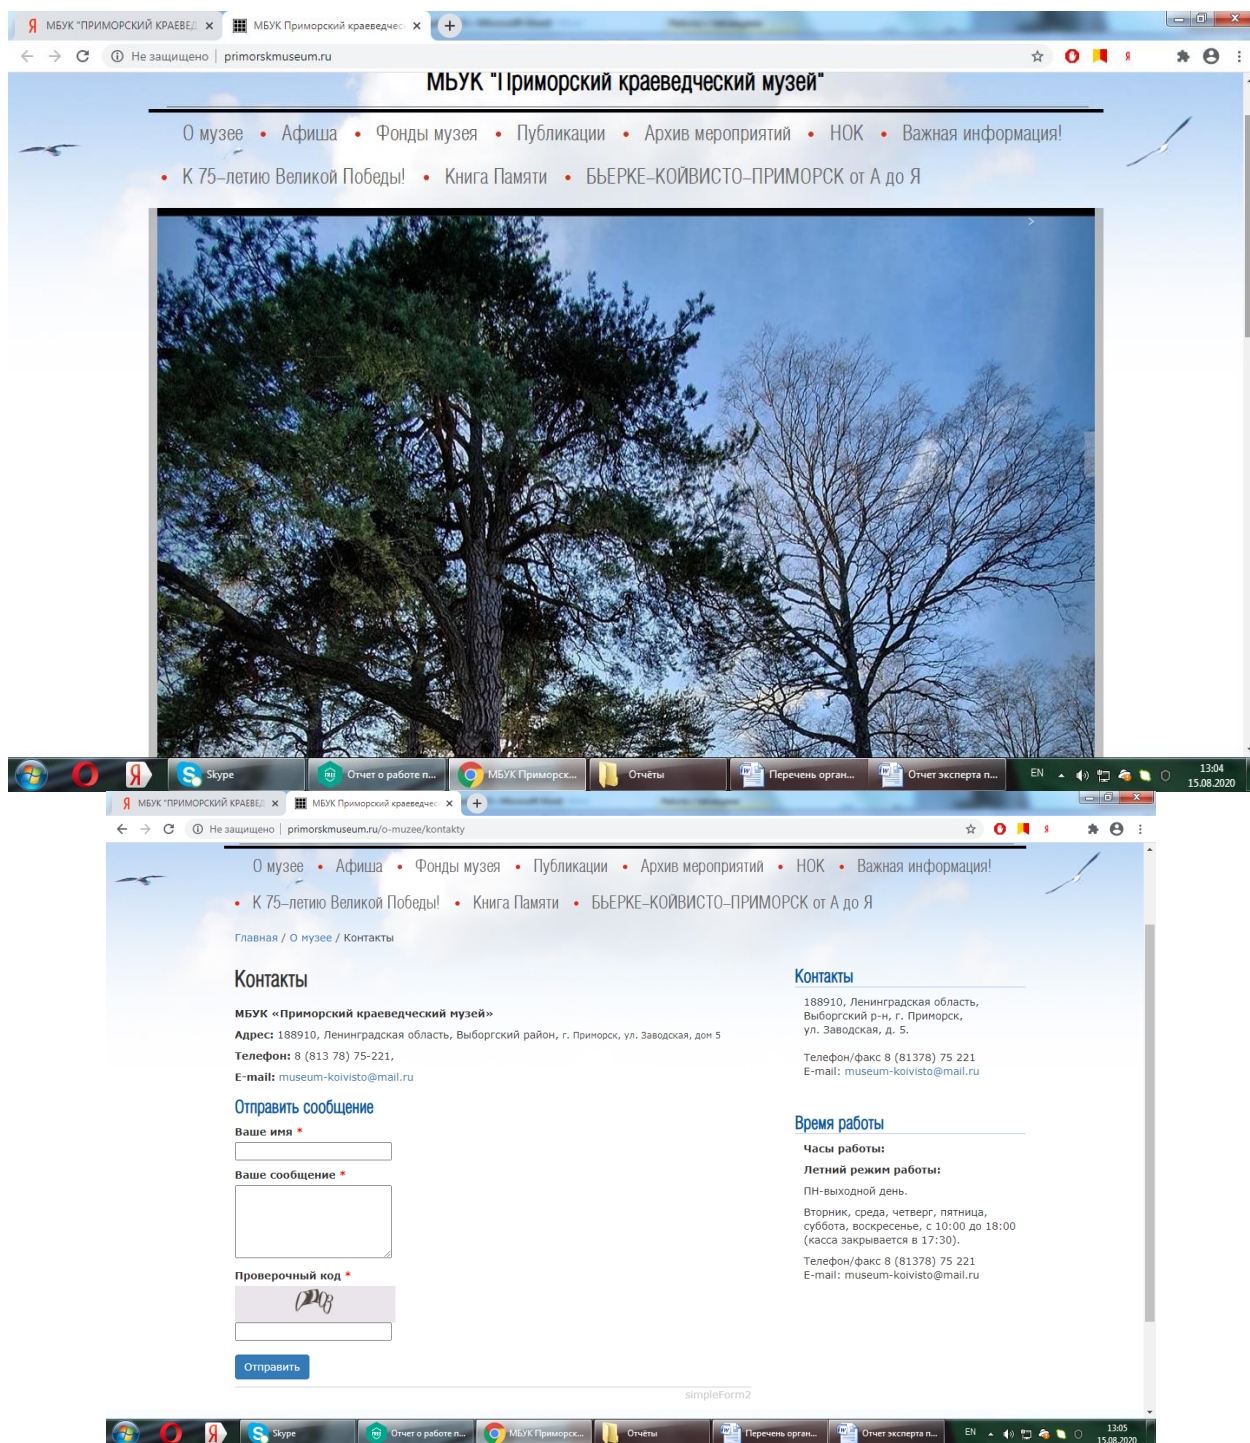 МБУК "ПРИМОРСКИЙ КРАЕВЕД
МБУК Приморский краеведчес
Не защищено | primorskmuseum.ru
МБУК "Приморский краеведческий музей"
О музее • Афиша • Фонды музея • Публикации • Архив мероприятий • НОК • Важная информация!
• К 75–летию Великой Победы! • Книга Памяти • БЬЕРКЕ–КОЙВИСТО–ПРИМОРСК от А до Я
Skype
Отчет о работе п...
МБУК Приморск...
Отчёты
Перечень орган...
Отчет эксперта п...
EN
13:04
15.08.2020
МБУК "ПРИМОРСКИЙ КРАЕВЕД
МБУК Приморский краеведчес
Не защищено | primorskmuseum.ru/o-muzee/kontakty
О музее • Афиша • Фонды музея • Публикации • Архив мероприятий • НОК • Важная информация!
• К 75–летию Великой Победы! • Книга Памяти • БЬЕРКЕ–КОЙВИСТО–ПРИМОРСК от А до Я
Главная / О музее / Контакты
Контакты
МБУК «Приморский краеведческий музей»
Адрес: 188910, Ленинградская область, Выборгский район, г. Приморск, ул. Заводская, дом 5
Телефон: 8 (813 78) 75-221,
E-mail: museum-koivisto@mail.ru
Отправить сообщение
Ваше имя *
Ваше сообщение *
Проверочный код *
Отправить
simpleForm2
Контакты
188910, Ленинградская область,
Выборгский р-н, г. Приморск,
ул. Заводская, д. 5.
Телефон/факс 8 (81378) 75 221
E-mail: museum-koivisto@mail.ru
Время работы
Часы работы:
Летний режим работы:
ПН-выходной день.
Вторник, среда, четверг, пятница,
суббота, воскресенье, с 10:00 до 18:00
(касса закрывается в 17:30).
Телефон/факс 8 (81378) 75 221
E-mail: museum-koivisto@mail.ru
Skype
Отчет о работе п...
МБУК Приморск...
Отчёты
Перечень орган...
Отчет эксперта п...
EN
13:05
15.08.2020